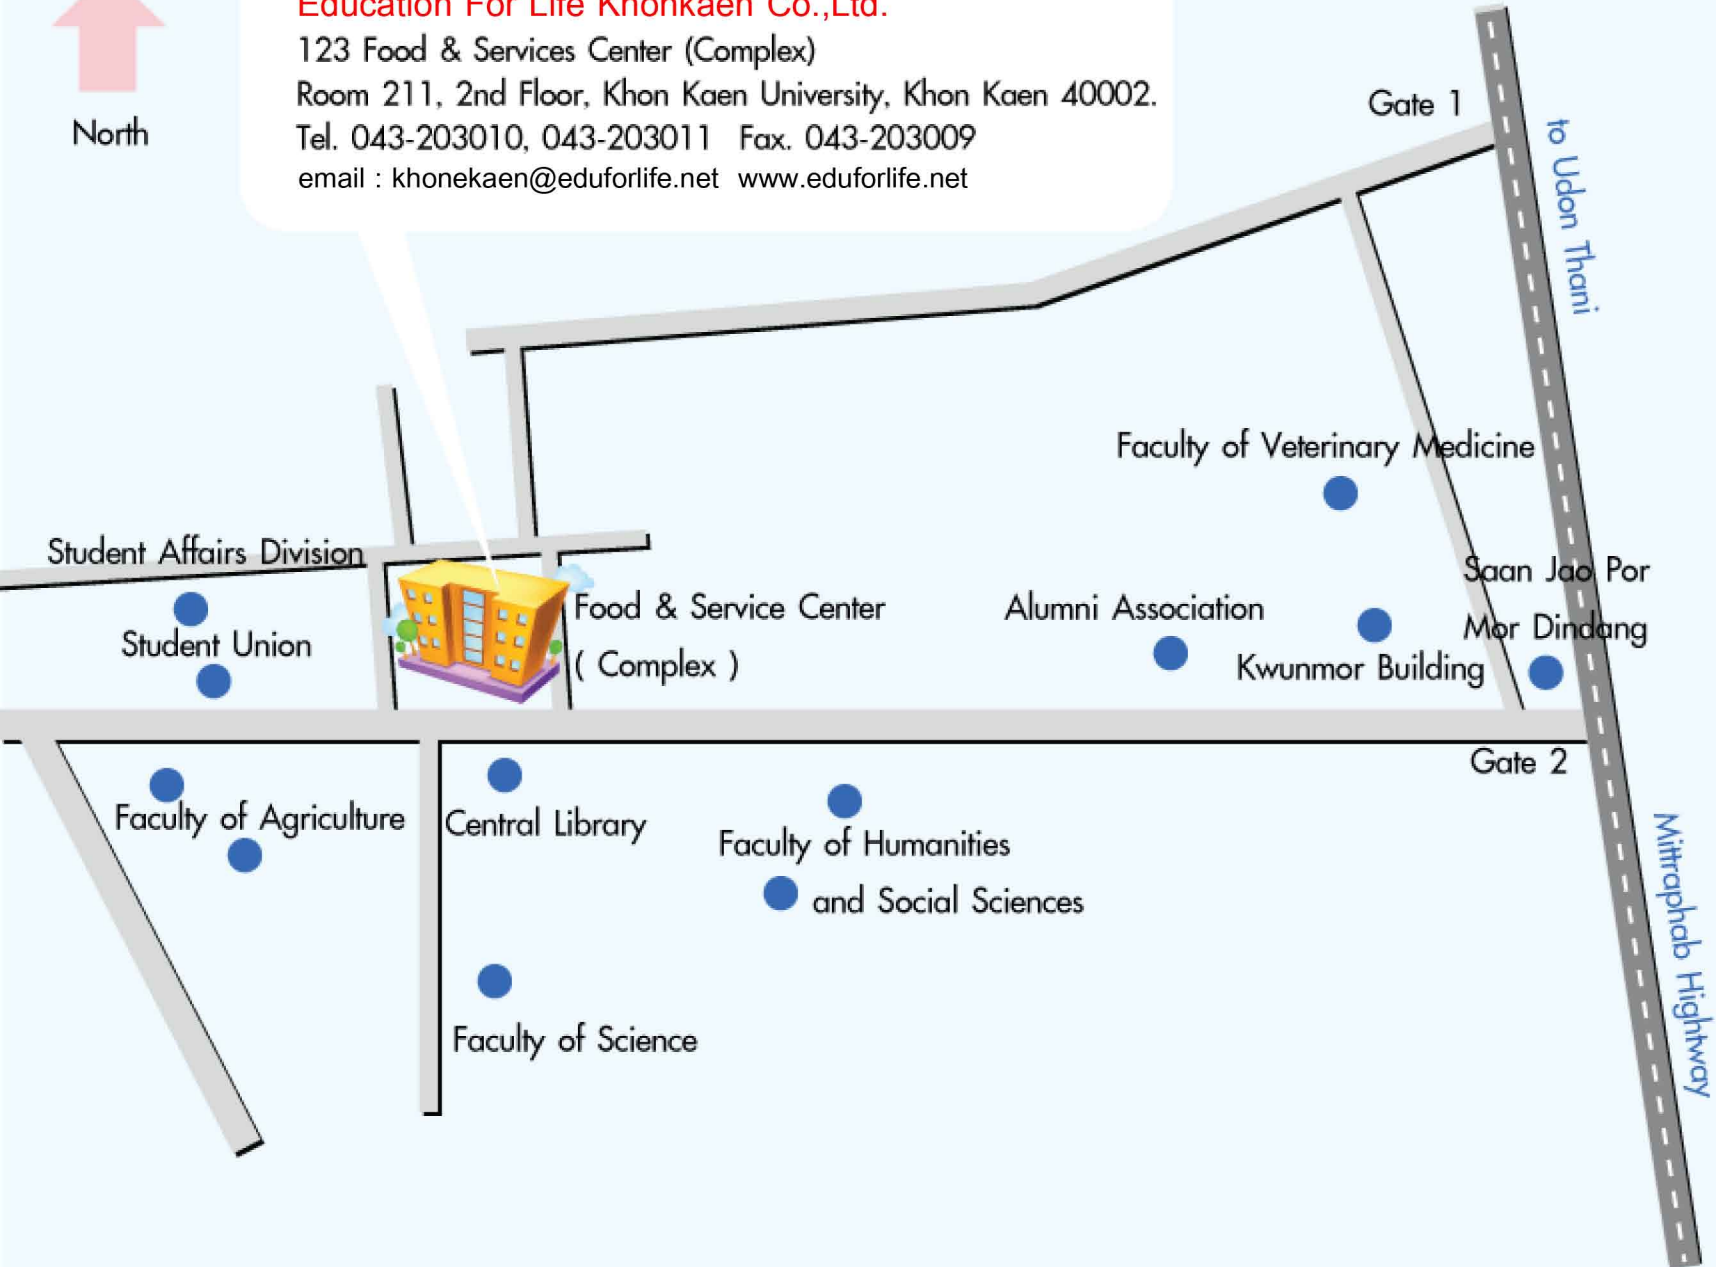 Education For Life Khonkaen Co.,Ltd.
123 Food & Services Center (Complex)
Room 211, 2nd Floor, Khon Kaen University, Khon Kaen 40002.
Tel. 043-203010, 043-203011 Fax. 043-203009
email : khonekaen@eduforlife.net www.eduforlife.net
North
Gate 1
to Udon Thani
Faculty of Veterinary Medicine
Student Affairs Division
Student Union
Food & Service Center
( Complex )
Alumni Association
Kwunmor Building
Saan Jao Por
Mor Dindang
Gate 2
Faculty of Agriculture
Central Library
Faculty of Humanities
and Social Sciences
Faculty of Science
Mittraphab Hightway